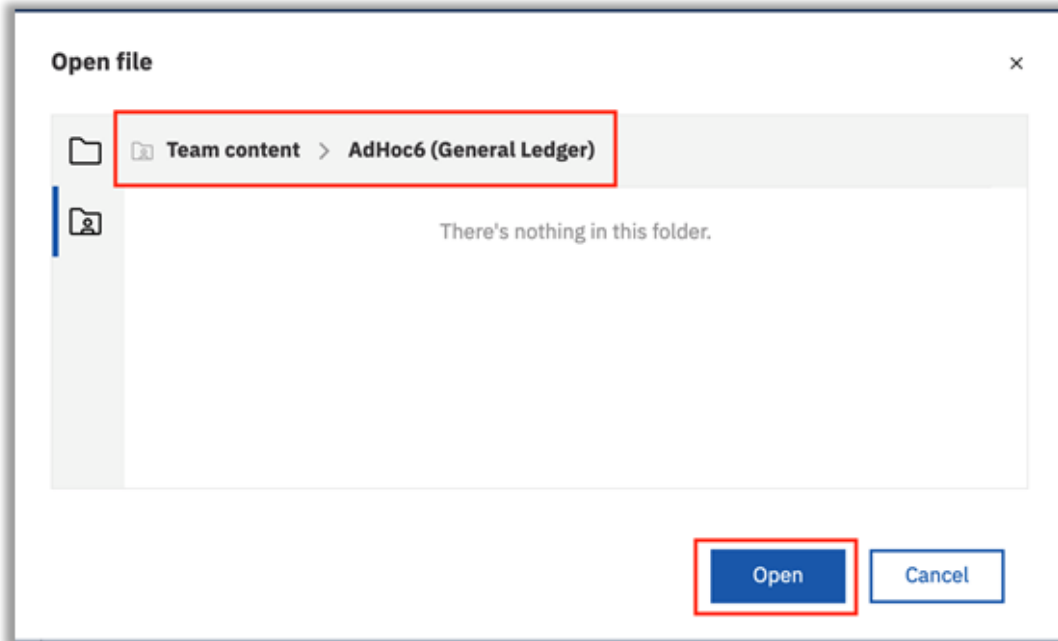 Open file
Team content > AdHoc6 (General Ledger)
There's nothing in this folder.
Open Cancel